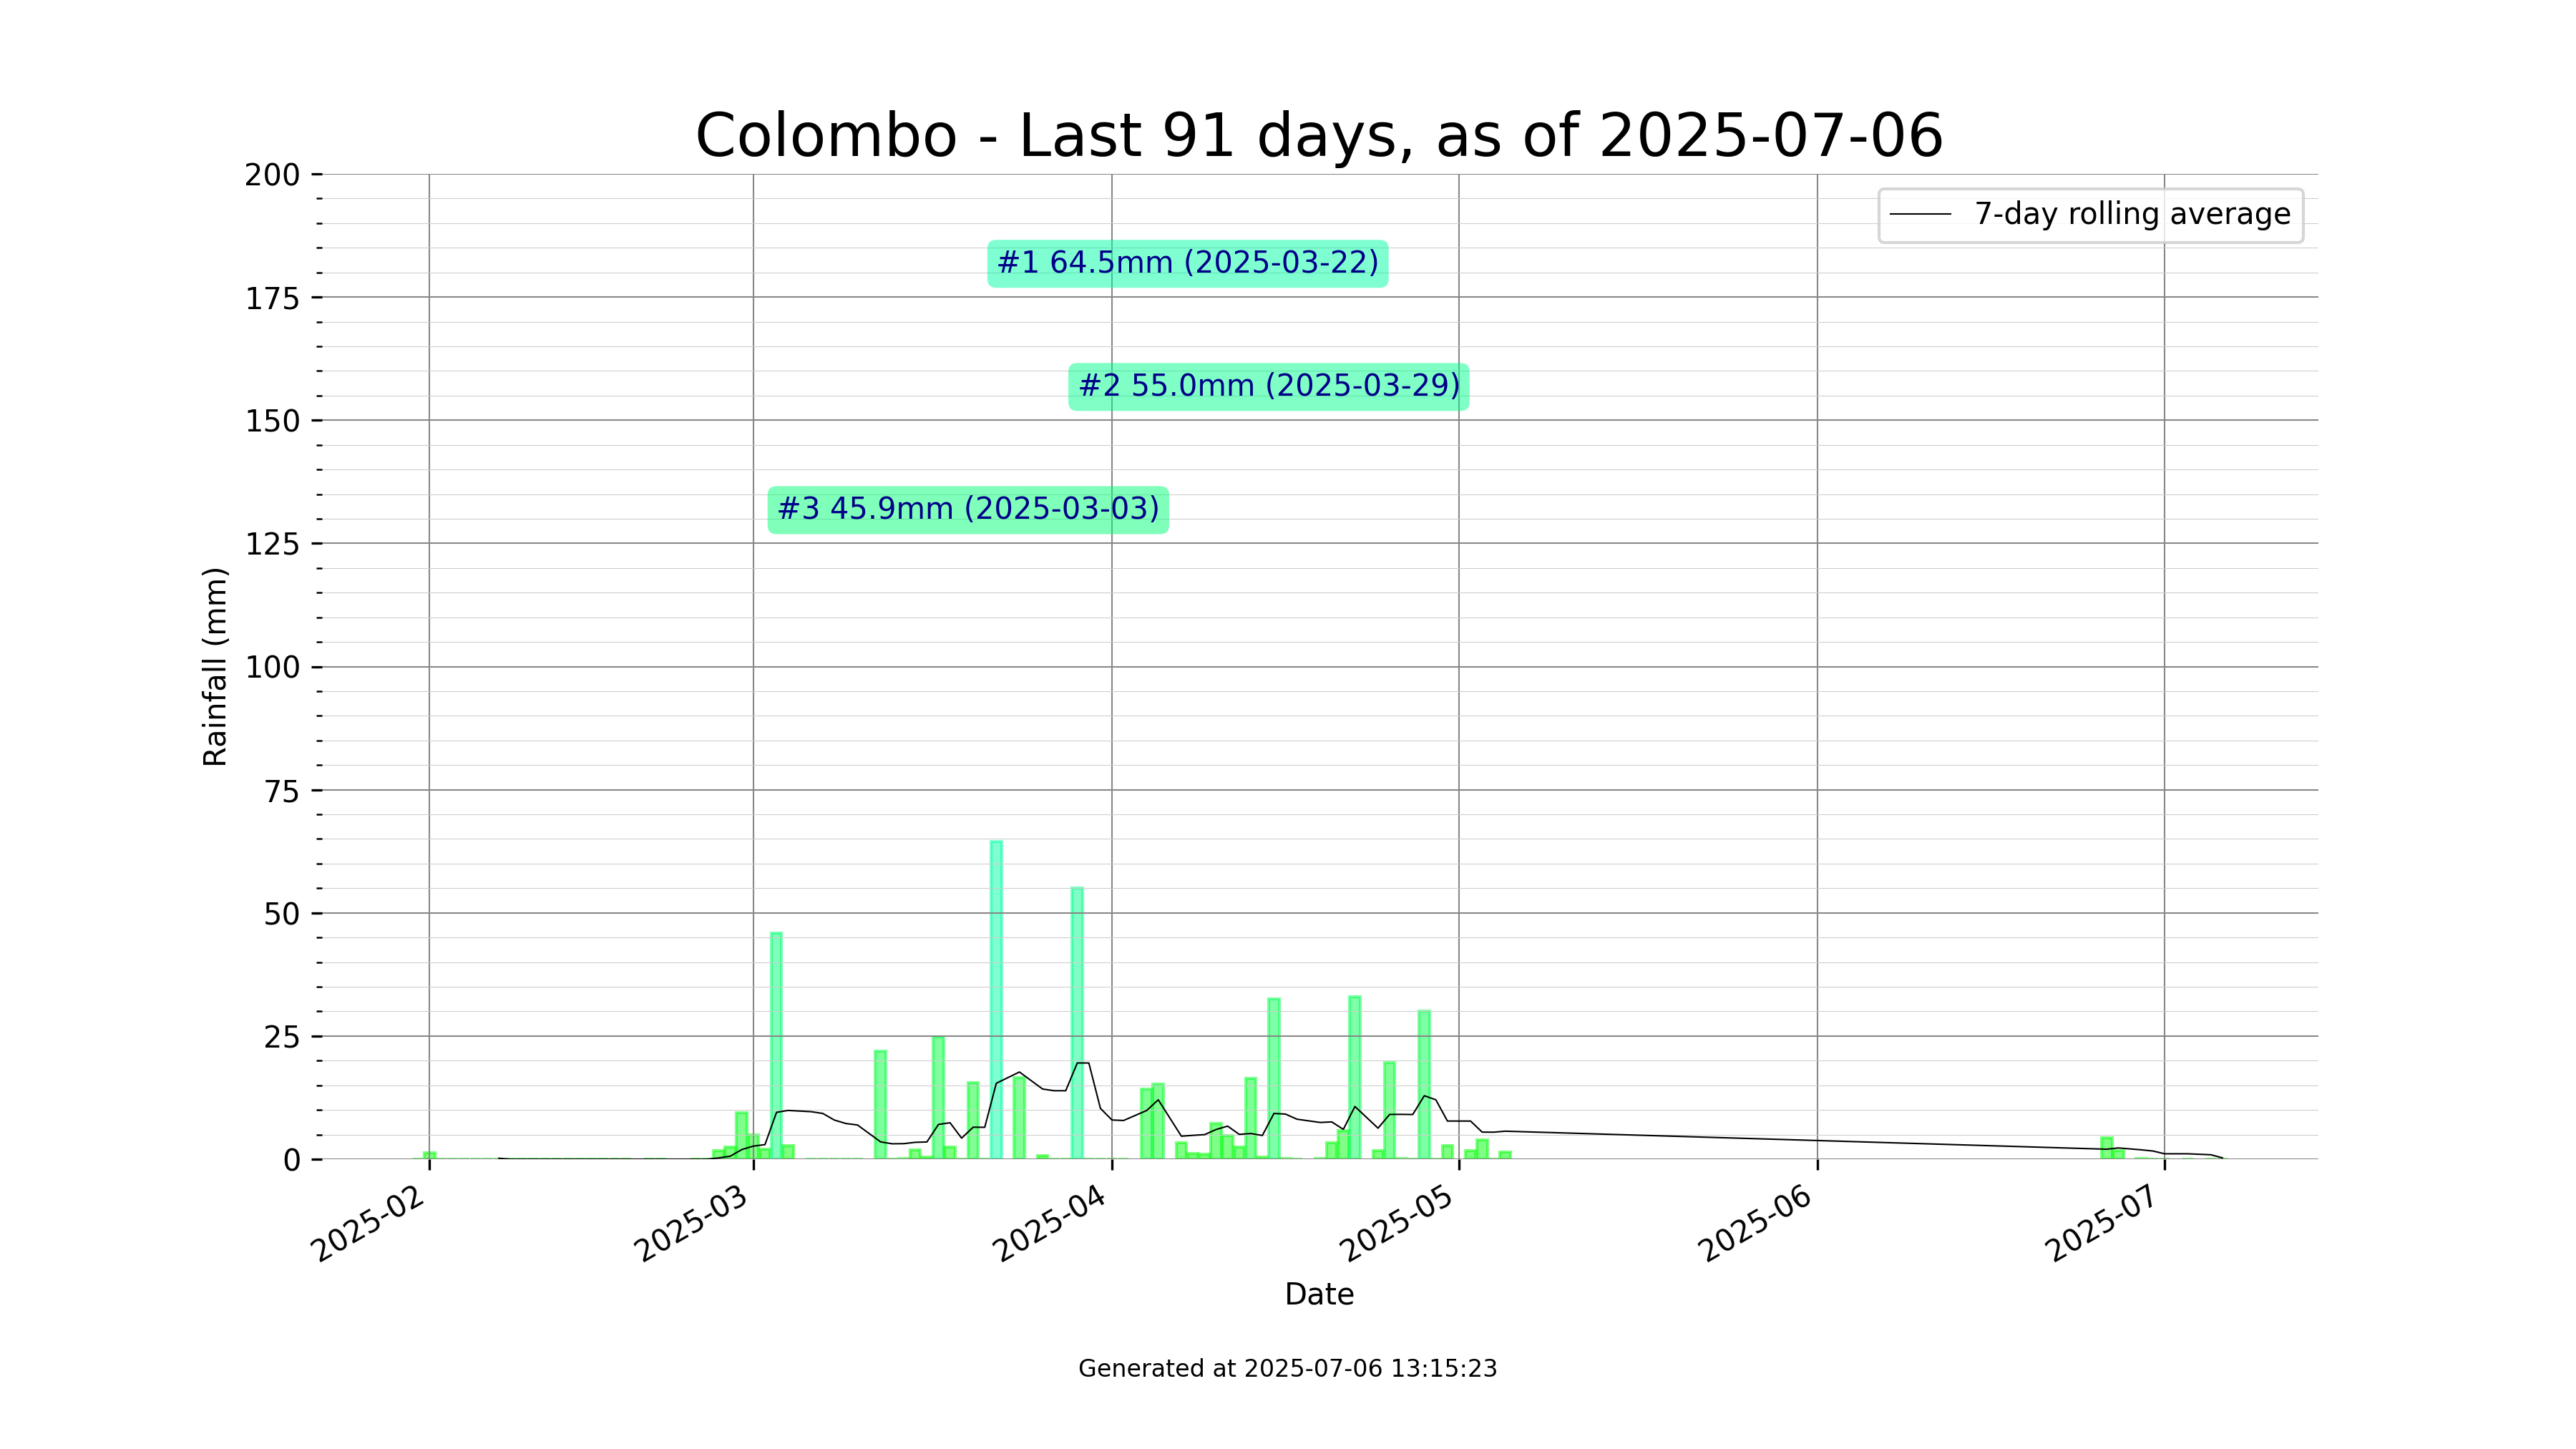 Colombo - Last 91 days, as of 2025-07-06
200
175
150
125
100
75
50
25
0
Rainfall (mm)
7-day rolling average
#1 64.5mm (2025-03-22)
#2 55.0mm (2025-03-29)
#3 45.9mm (2025-03-03)
2025-02
2025-03
2025-04
2025-05
2025-06
2025-07
Date
Generated at 2025-07-06 13:15:23